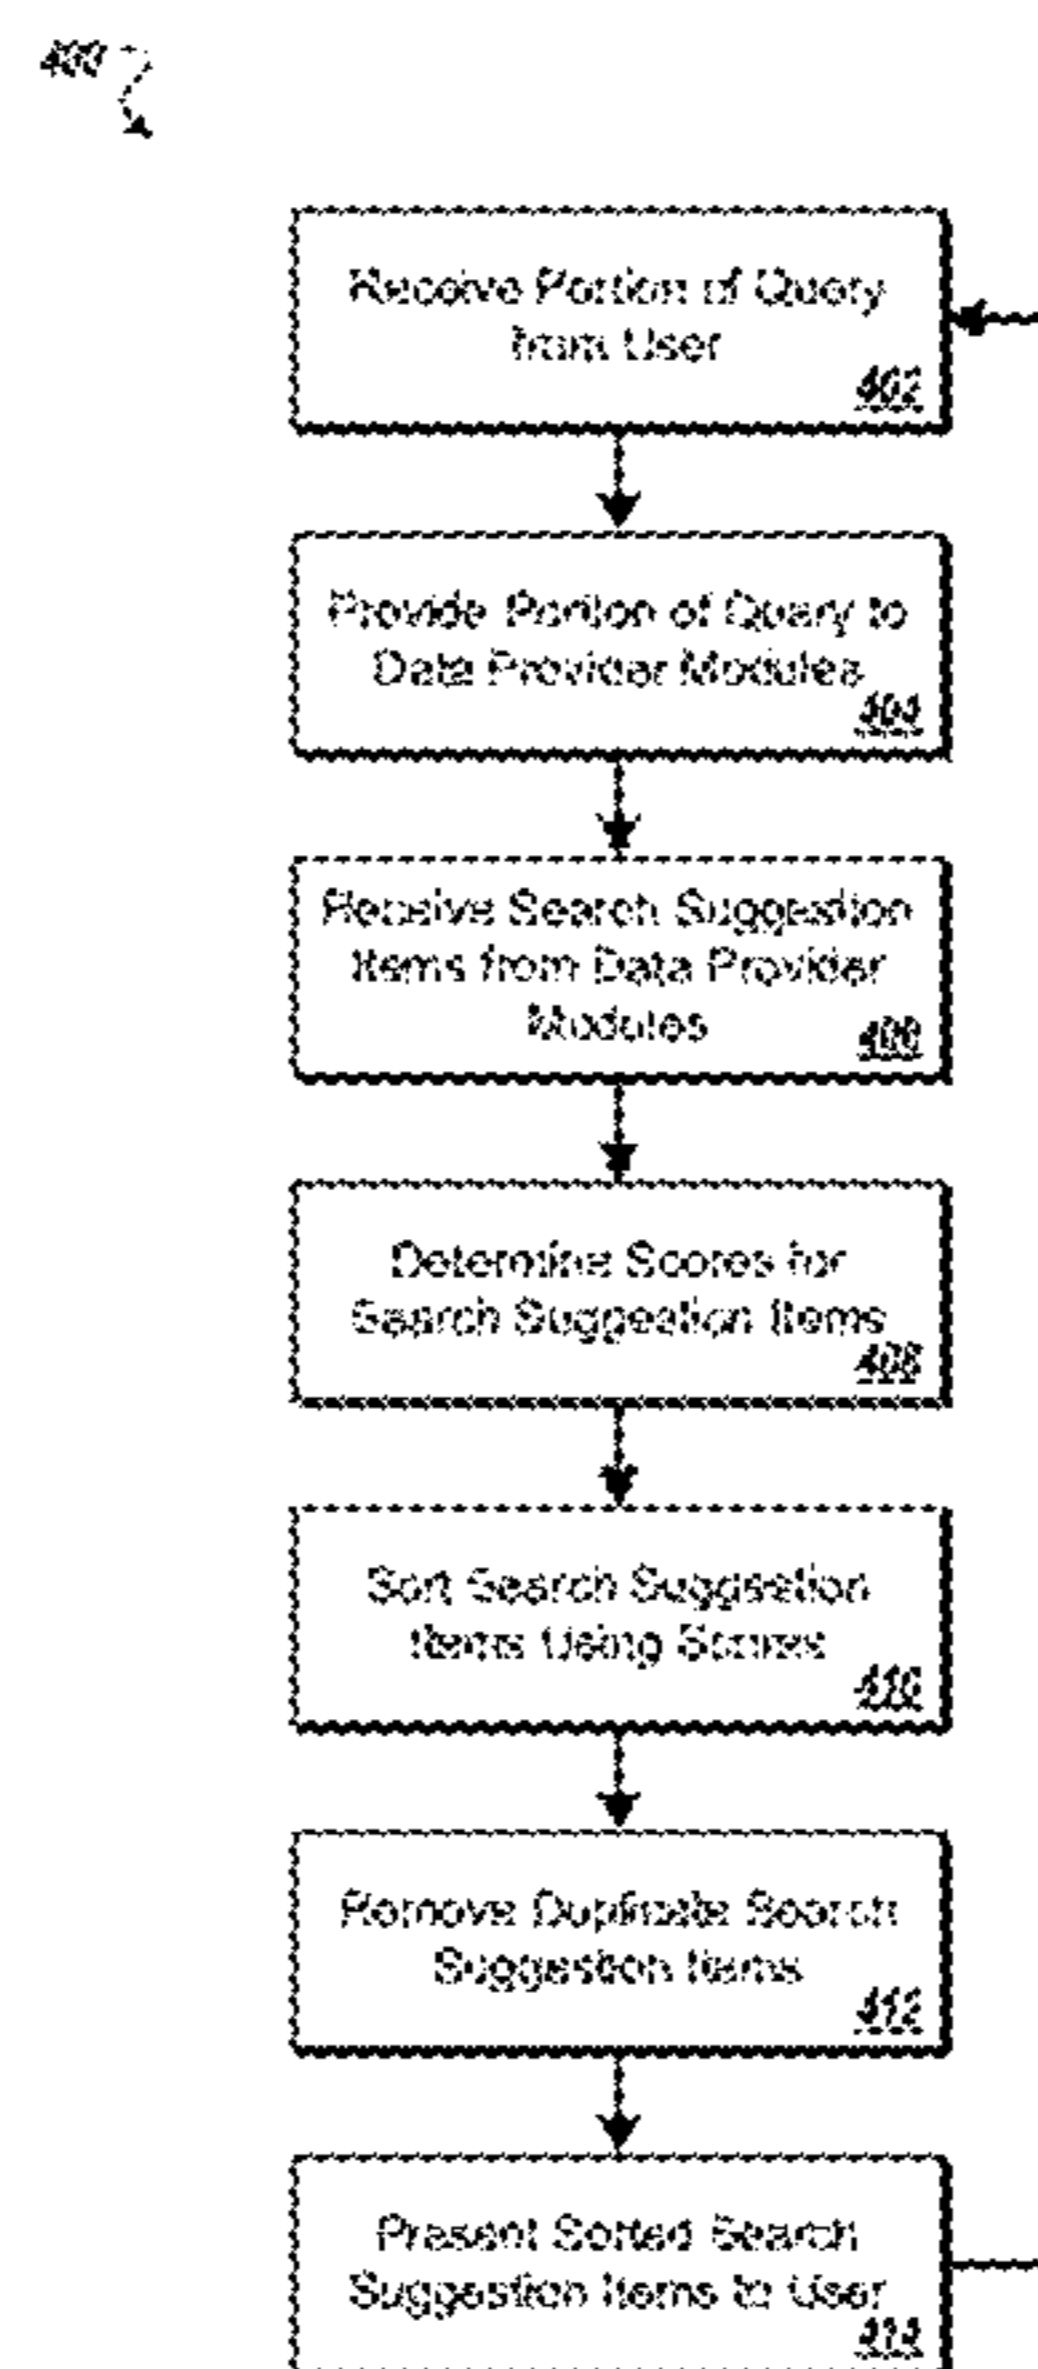 400
Receive Portion of Query
from User
402
Provide Portion of Query to
Data Provider Modules
404
Receive Search Suggestion
Items from Data Provider
Modules
406
Determine Scores for
Search Suggestion Items
408
Sort Search Suggestion
Items Using Scores
410
Remove Duplicate Search
Suggestion Items
412
Present Sorted Search
Suggestion Items to User
414